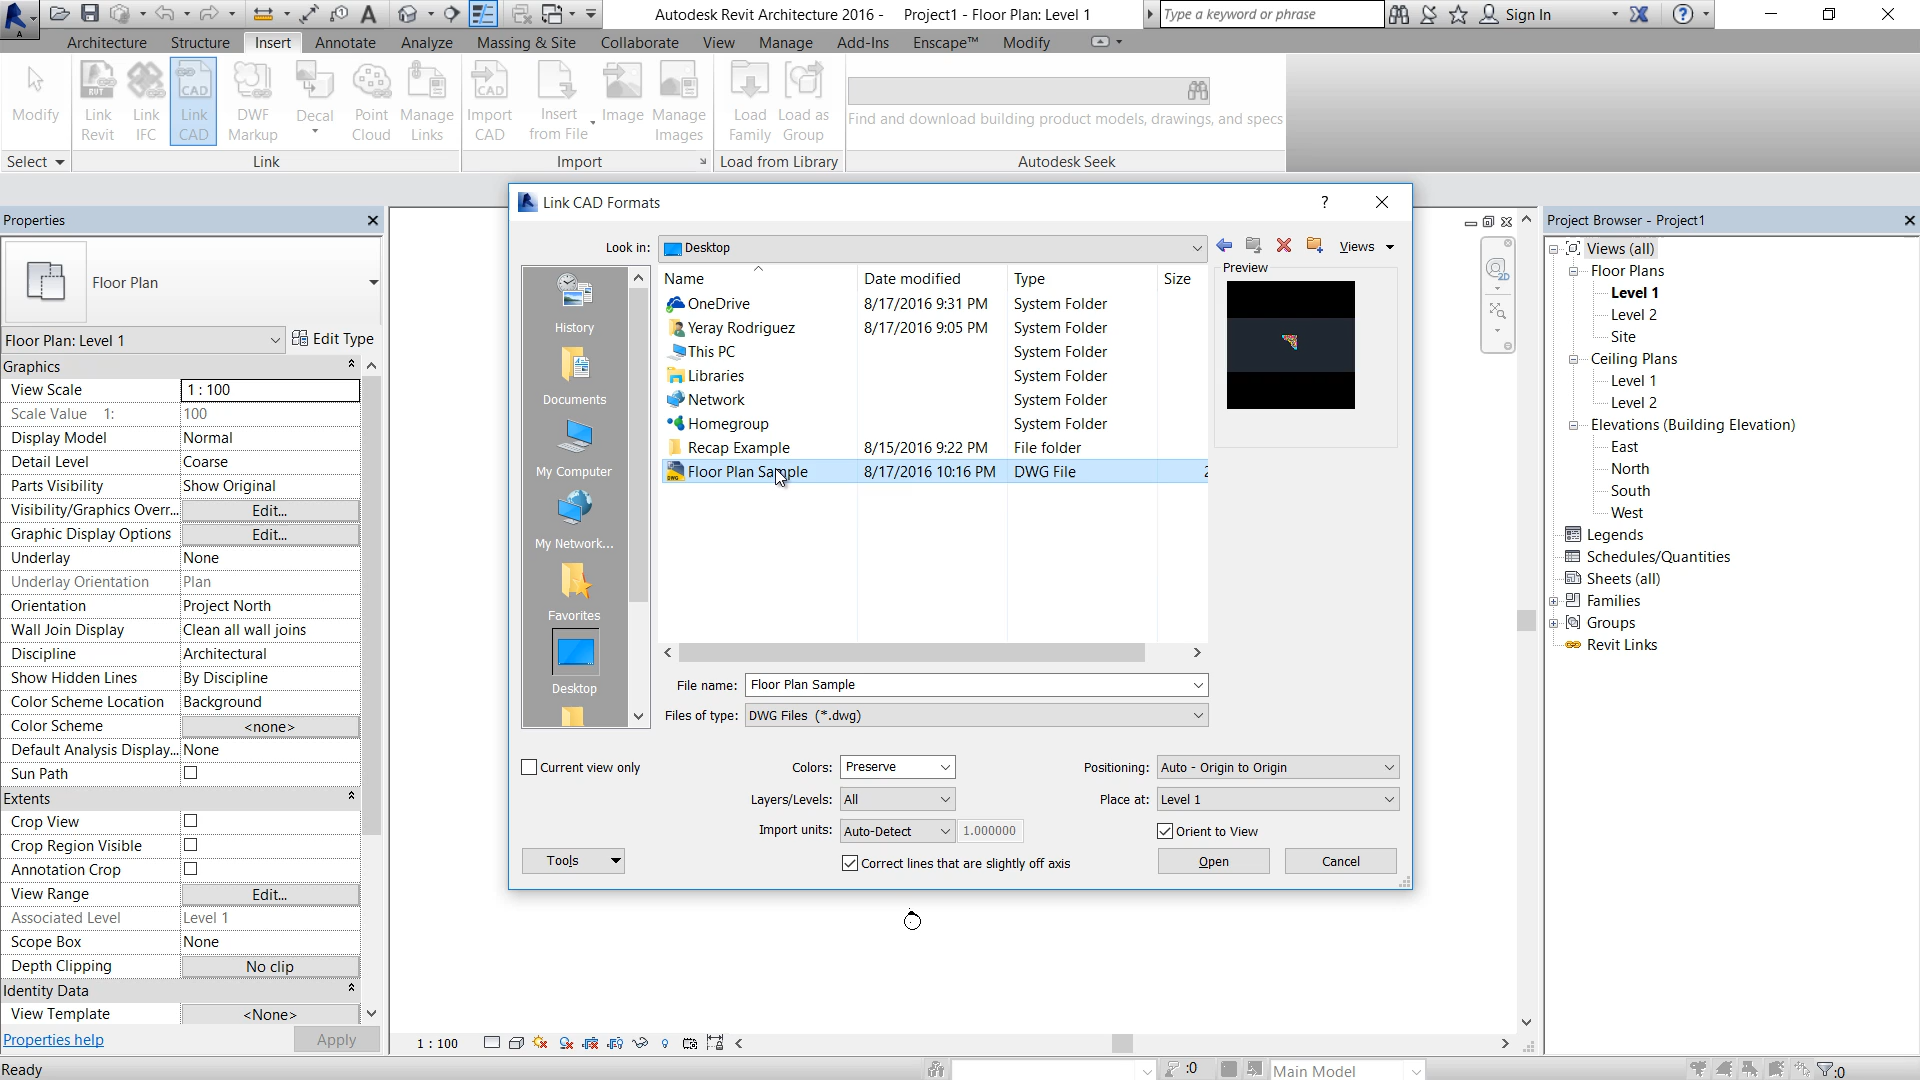 Autodesk Revit Architecture 2016 - Project1 - Floor Plan: Level 1
Type a keyword or phrase
Sign In
Architecture Structure Insert Annotate Analyze Massing & Site Collaborate View Manage Add-Ins Enscape™ Modify
Modify
Link Revit
Link IFC
Link CAD
DWF Markup
Decal
Point Cloud
Manage Links
Import CAD
Insert from File
Image
Manage Images
Load Family
Load as Group
Find and download building product models, drawings, and specs
Select
Link
Import
Load from Library
Autodesk Seek
Properties
Floor Plan
Floor Plan: Level 1
Edit Type
Graphics
View Scale 1 : 100
Scale Value 1: 100
Display Model Normal
Detail Level Coarse
Parts Visibility Show Original
Visibility/Graphics Overr... Edit...
Graphic Display Options Edit...
Underlay None
Underlay Orientation Plan
Orientation Project North
Wall Join Display Clean all wall joins
Discipline Architectural
Show Hidden Lines By Discipline
Color Scheme Location Background
Color Scheme <none>
Default Analysis Display... None
Sun Path
Extents
Crop View
Crop Region Visible
Annotation Crop
View Range Edit...
Associated Level Level 1
Scope Box None
Depth Clipping No clip
Identity Data
View Template <None>
Properties help
Apply
Ready
Link CAD Formats
Look in: Desktop
Views
History
Documents
My Computer
My Network...
Favorites
Desktop
Name Date modified Type Size
OneDrive 8/17/2016 9:31 PM System Folder
Yeray Rodriguez 8/17/2016 9:05 PM System Folder
This PC System Folder
Libraries System Folder
Network System Folder
Homegroup System Folder
Recap Example 8/15/2016 9:22 PM File folder
Floor Plan Sample 8/17/2016 10:16 PM DWG File 2
Preview
File name: Floor Plan Sample
Files of type: DWG Files (*.dwg)
Current view only
Colors: Preserve
Layers/Levels: All
Import units: Auto-Detect 1.000000
Correct lines that are slightly off axis
Positioning: Auto - Origin to Origin
Place at: Level 1
Orient to View
Tools
Open
Cancel
1 : 100
:0
Main Model
:0
Project Browser - Project1
Views (all)
Floor Plans
Level 1
Level 2
Site
Ceiling Plans
Level 1
Level 2
Elevations (Building Elevation)
East
North
South
West
Legends
Schedules/Quantities
Sheets (all)
Families
Groups
Revit Links